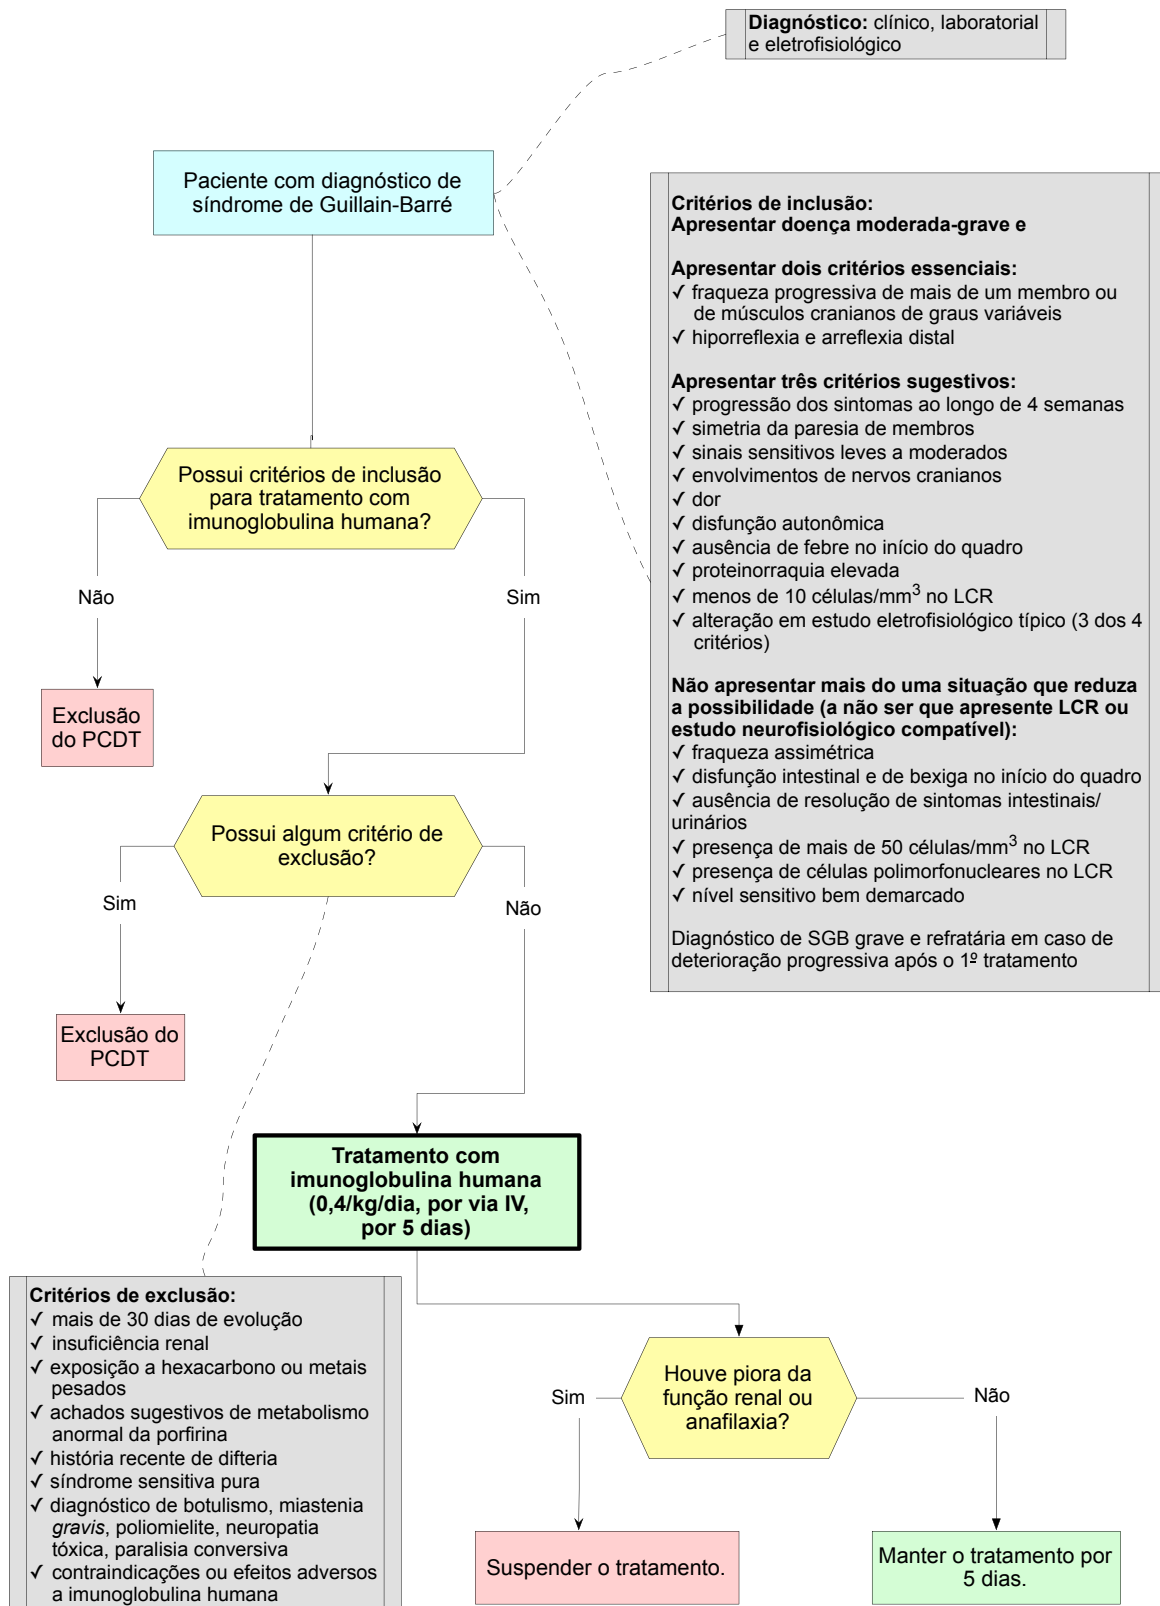 Diagnóstico: clínico, laboratorial
e eletrofisiológico
Paciente com diagnóstico de
síndrome de Guillain-Barré
Critérios de inclusão:
Apresentar doença moderada-grave e
Apresentar dois critérios essenciais:
✓ fraqueza progressiva de mais de um membro ou
de músculos cranianos de graus variáveis
✓ hiporreflexia e arreflexia distal
Apresentar três critérios sugestivos:
✓ progressão dos sintomas ao longo de 4 semanas
✓ simetria da paresia de membros
✓ sinais sensitivos leves a moderados
✓ envolvimentos de nervos cranianos
✓ dor
✓ disfunção autonômica
✓ ausência de febre no início do quadro
✓ proteinorraquia elevada
✓ menos de 10 células/mm³ no LCR
✓ alteração em estudo eletrofisiológico típico (3 dos 4
critérios)
Não apresentar mais do uma situação que reduza
a possibilidade (a não ser que apresente LCR ou
estudo neurofisiológico compatível):
✓ fraqueza assimétrica
✓ disfunção intestinal e de bexiga no início do quadro
✓ ausência de resolução de sintomas intestinais/
urinários
✓ presença de mais de 50 células/mm³ no LCR
✓ presença de células polimorfonucleares no LCR
✓ nível sensitivo bem demarcado
Diagnóstico de SGB grave e refratária em caso de
deterioração progressiva após o 1º tratamento
Possui critérios de inclusão
para tratamento com
imunoglobulina humana?
Não
Sim
Exclusão
do PCDT
Possui algum critério de
exclusão?
Sim
Não
Exclusão do
PCDT
Tratamento com
imunoglobulina humana
(0,4/kg/dia, por via IV,
por 5 dias)
Critérios de exclusão:
✓ mais de 30 dias de evolução
✓ insuficiência renal
✓ exposição a hexacarbono ou metais
pesados
✓ achados sugestivos de metabolismo
anormal da porfirina
✓ história recente de difteria
✓ síndrome sensitiva pura
✓ diagnóstico de botulismo, miastenia
gravis, poliomielite, neuropatia
tóxica, paralisia conversiva
✓ contraindicações ou efeitos adversos
a imunoglobulina humana
Houve piora da
função renal ou
anafilaxia?
Sim
Não
Suspender o tratamento.
Manter o tratamento por
5 dias.